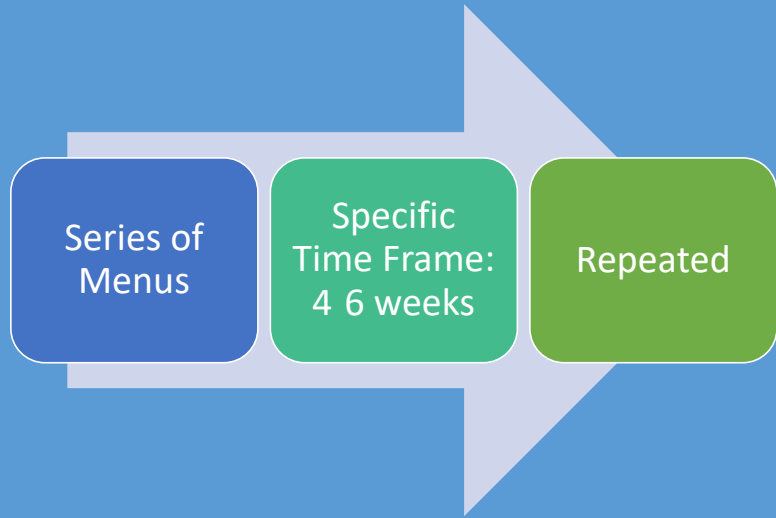 Series of
Menus
Specific
Time Frame:
4 6 weeks
Repeated